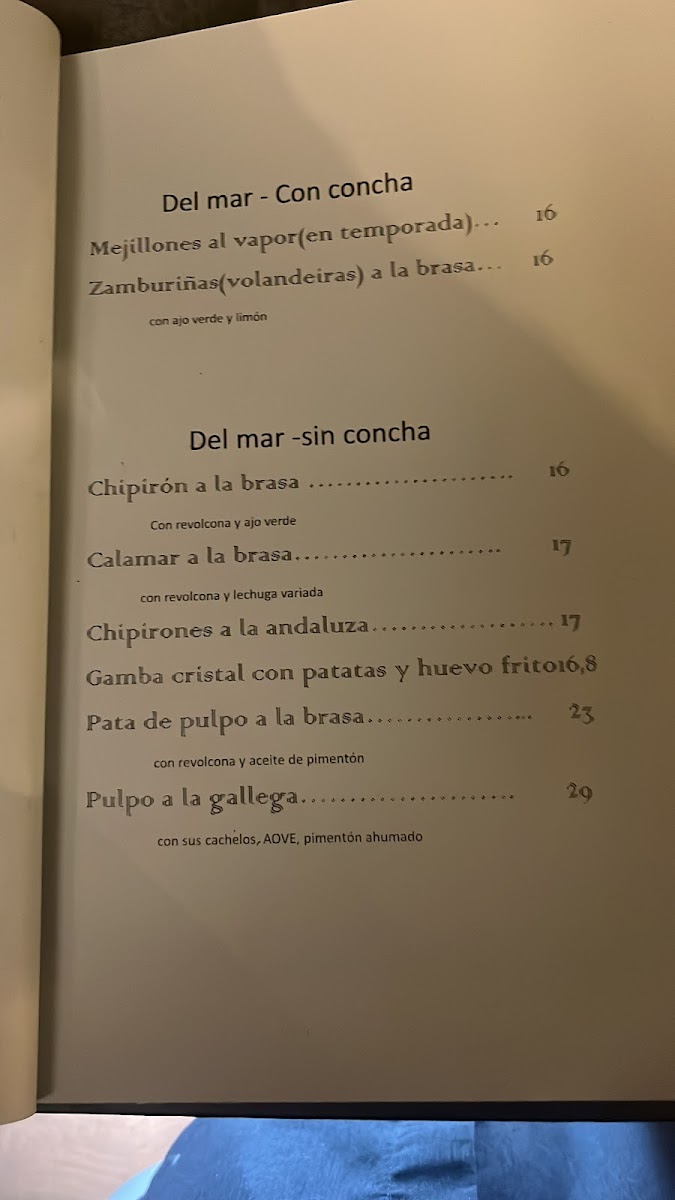 Del mar - Con concha
Mejillones al vapor(en temporada)... 16
Zamburiñas(volandeiras) a la brasa... 16
con ajo verde y limón
Del mar -sin concha
Chipirón a la brasa ...................... 16
Con revolcona y ajo verde
Calamar a la brasa...................... 17
con revolcona y lechuga variada
Chipirones a la andaluza................... 17
Gamba cristal con patatas y huevo frito16,8
Pata de pulpo a la brasa.................. 23
con revolcona y aceite de pimentón
Pulpo a la gallega....................... 29
con sus cachelos, AOVE, pimentón ahumado